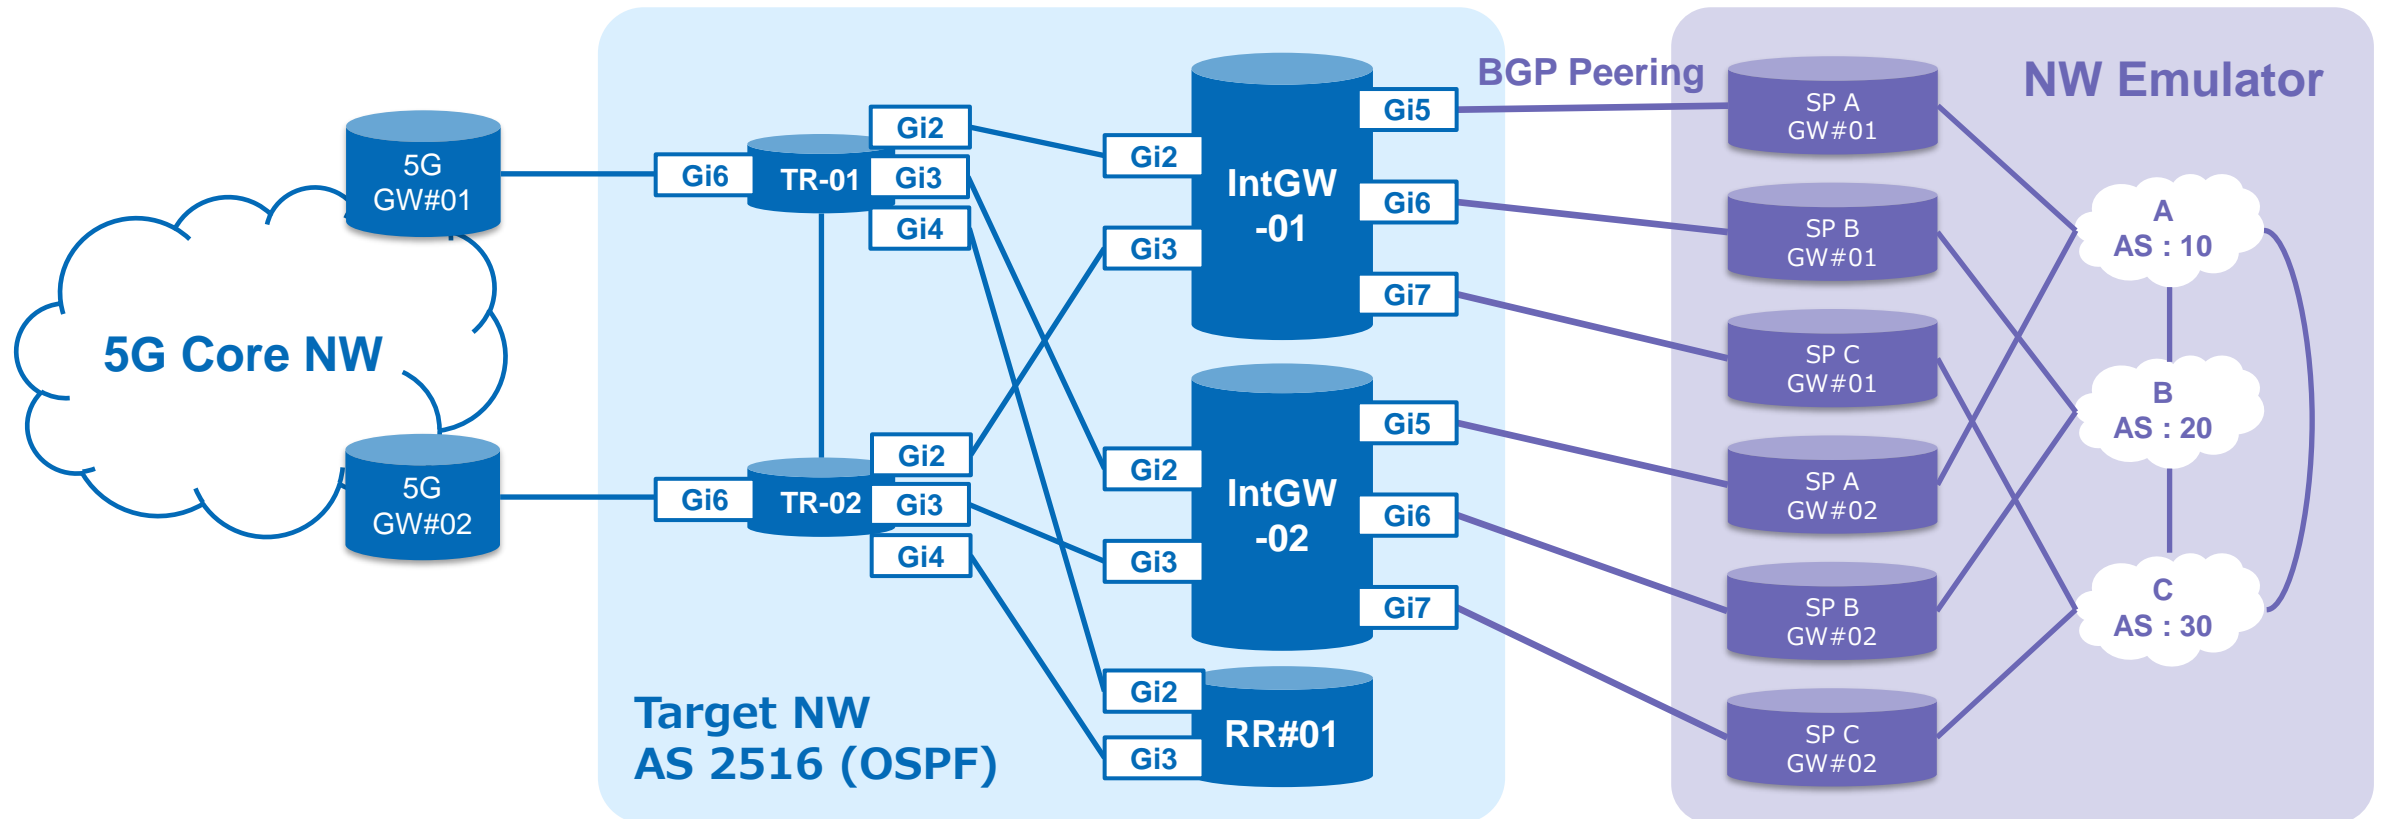 5G Core NW
5G
GW#01
5G
GW#02
Target NW
AS 2516 (OSPF)
Gi6
TR-01
Gi2
Gi3
Gi4
Gi6
TR-02
Gi2
Gi3
Gi4
Gi2
Gi3
IntGW
-01
Gi5
Gi6
Gi7
Gi2
Gi3
IntGW
-02
Gi5
Gi6
Gi7
Gi2
Gi3
RR#01
BGP Peering
NW Emulator
SP A
GW#01
SP B
GW#01
SP C
GW#01
SP A
GW#02
SP B
GW#02
SP C
GW#02
A
AS : 10
B
AS : 20
C
AS : 30